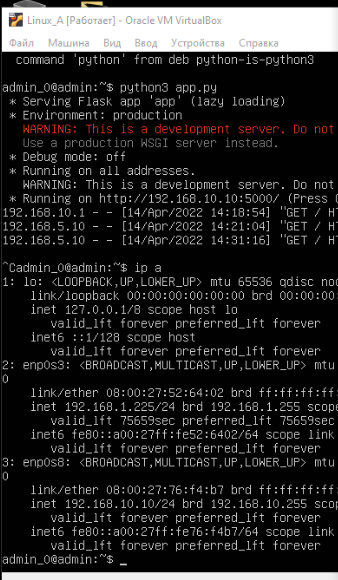 Linux_A [Работает] - Oracle VM VirtualBox
Файл Машина Вид Ввод Устройства Справка
command 'python' from deb python-is-python3
admin_0@admin:~$ python3 app.py
* Serving Flask app 'app' (lazy loading)
* Environment: production
WARNING: This is a development server. Do not
Use a production WSGI server instead.
* Debug mode: off
* Running on all addresses.
WARNING: This is a development server. Do not
* Running on http://192.168.10.10:5000/ (Press C
192.168.10.1 - - [14/Apr/2022 14:18:54] "GET / H
192.168.5.10 - - [14/Apr/2022 14:21:04] "GET / HT
192.168.5.10 - - [14/Apr/2022 14:31:16] "GET / HT
^Cadmin_0@admin:~$ ip a
1: lo: <LOOPBACK,UP,LOWER_UP> mtu 65536 qdisc noq
link/loopback 00:00:00:00:00:00 brd 00:00:00:
inet 127.0.0.1/8 scope host lo
valid_lft forever preferred_lft forever
inet6 ::1/128 scope host
valid_lft forever preferred_lft forever
2: enp0s3: <BROADCAST,MULTICAST,UP,LOWER_UP> mtu
0
link/ether 08:00:27:52:64:02 brd ff:ff:ff:ff:
inet 192.168.1.225/24 brd 192.168.1.255 scope
valid_lft 75659sec preferred_lft 75659sec
inet6 fe80::a00:27ff:fe52:6402/64 scope link
valid_lft forever preferred_lft forever
3: enp0s8: <BROADCAST,MULTICAST,UP,LOWER_UP> mtu
0
link/ether 08:00:27:76:f4:b7 brd ff:ff:ff:ff:
inet 192.168.10.10/24 brd 192.168.10.255 scop
valid_lft forever preferred_lft forever
inet6 fe80::a00:27ff:fe76:f4b7/64 scope link
valid_lft forever preferred_lft forever
admin_0@admin:~$ _